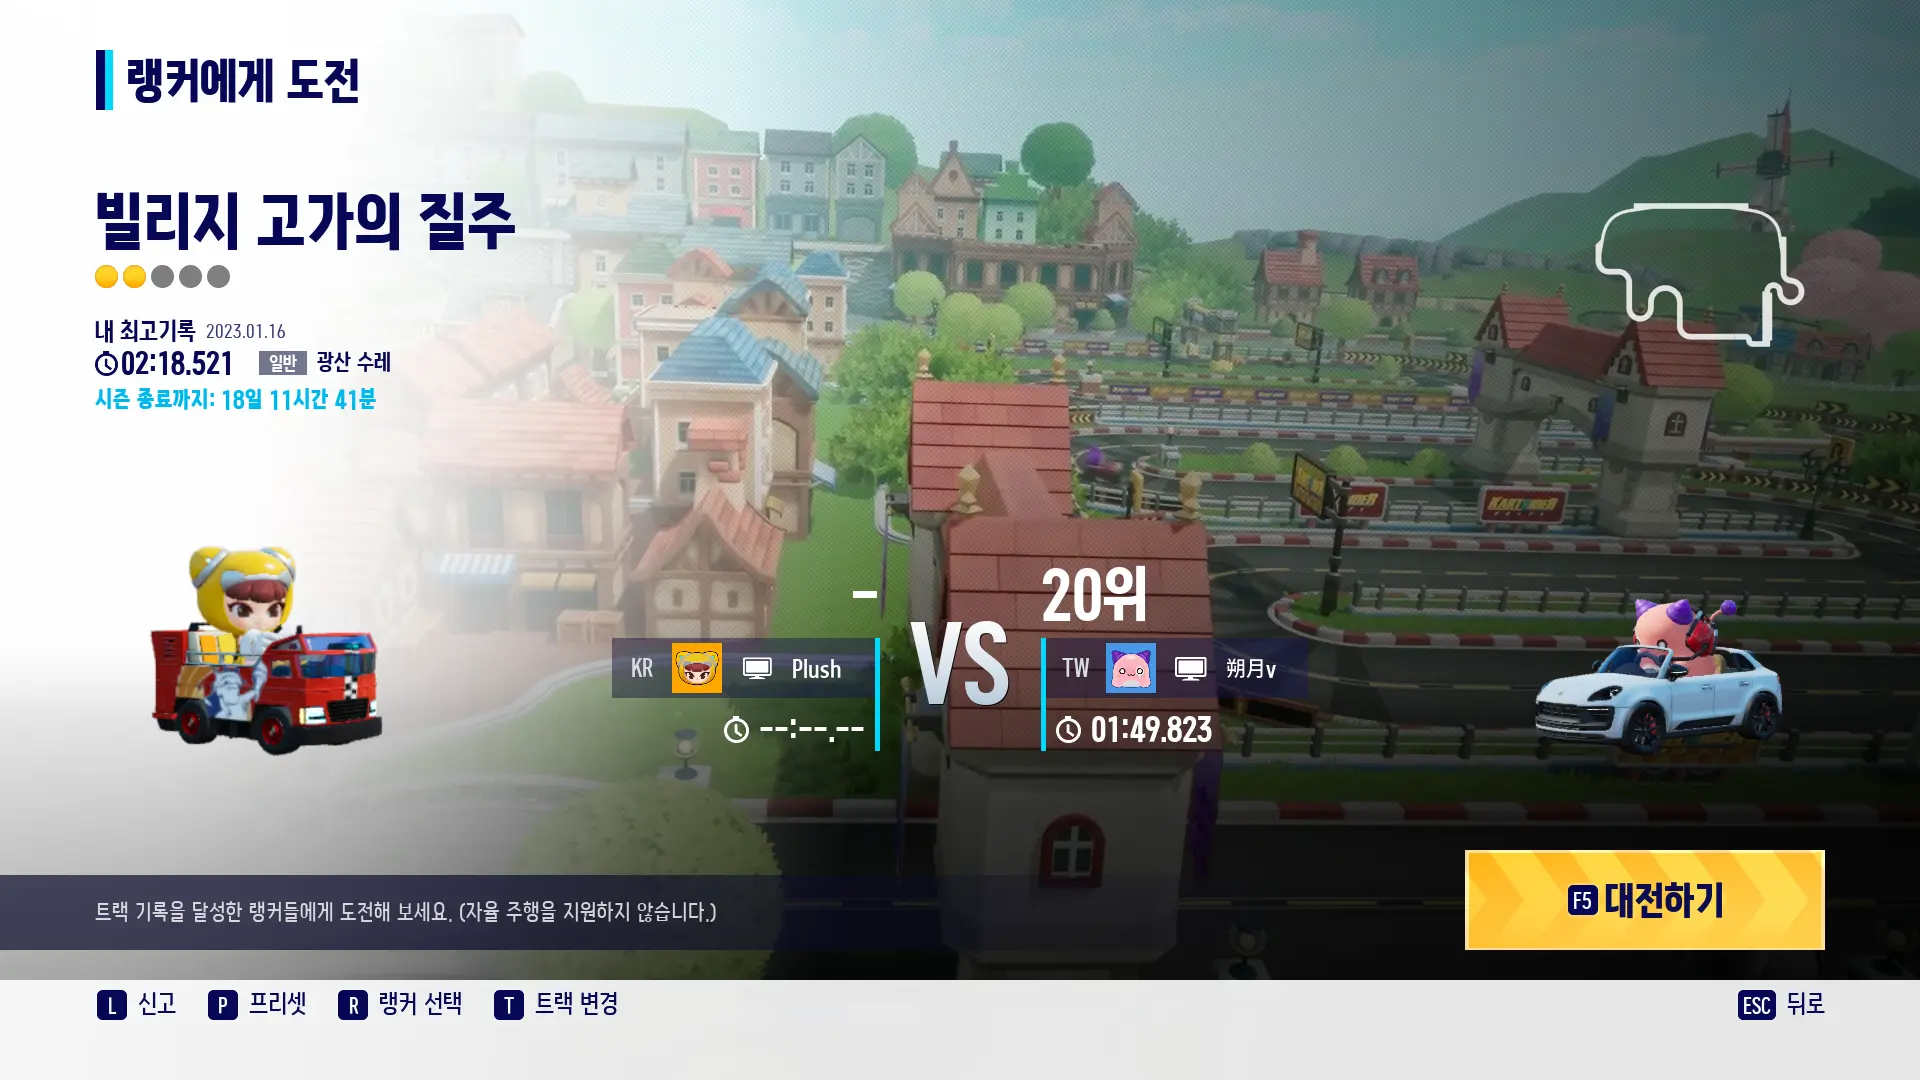 랭커에게 도전
빌리지 고가의 질주
내 최고기록 2023.01.16
02:18.521 일반 광산 수레
시즌 종료까지: 18일 11시간 41분
KARTRIDER
–
20위
VS
KR Plush
TW 朔月v
--:--.--
01:49.823
F5 대전하기
트랙 기록을 달성한 랭커들에게 도전해 보세요. (자율 주행을 지원하지 않습니다.)
L 신고 P 프리셋 R 랭커 선택 T 트랙 변경 ESC 뒤로